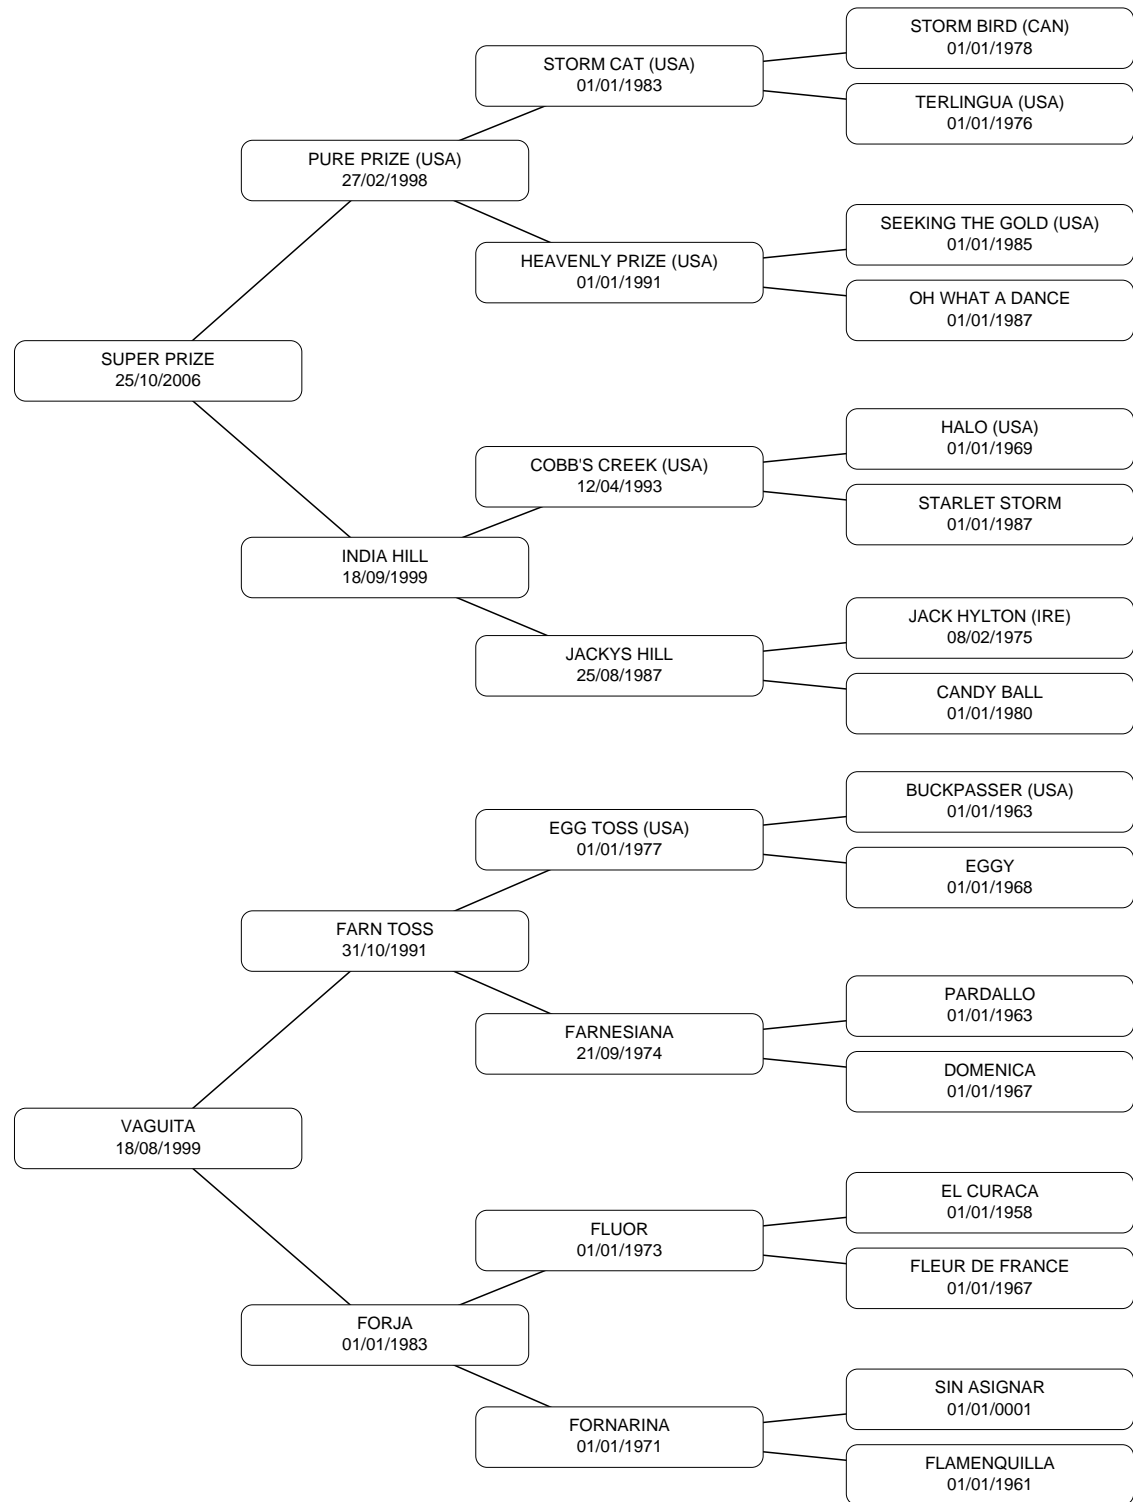 STORM BIRD (CAN)
01/01/1978
STORM CAT (USA)
01/01/1983
TERLINGUA (USA)
01/01/1976
PURE PRIZE (USA)
27/02/1998
SEEKING THE GOLD (USA)
01/01/1985
HEAVENLY PRIZE (USA)
01/01/1991
OH WHAT A DANCE
01/01/1987
SUPER PRIZE
25/10/2006
HALO (USA)
01/01/1969
COBB'S CREEK (USA)
12/04/1993
STARLET STORM
01/01/1987
INDIA HILL
18/09/1999
JACK HYLTON (IRE)
08/02/1975
JACKYS HILL
25/08/1987
CANDY BALL
01/01/1980
BUCKPASSER (USA)
01/01/1963
EGG TOSS (USA)
01/01/1977
EGGY
01/01/1968
FARN TOSS
31/10/1991
PARDALLO
01/01/1963
FARNESIANA
21/09/1974
DOMENICA
01/01/1967
VAGUITA
18/08/1999
EL CURACA
01/01/1958
FLUOR
01/01/1973
FLEUR DE FRANCE
01/01/1967
FORJA
01/01/1983
SIN ASIGNAR
01/01/0001
FORNARINA
01/01/1971
FLAMENQUILLA
01/01/1961